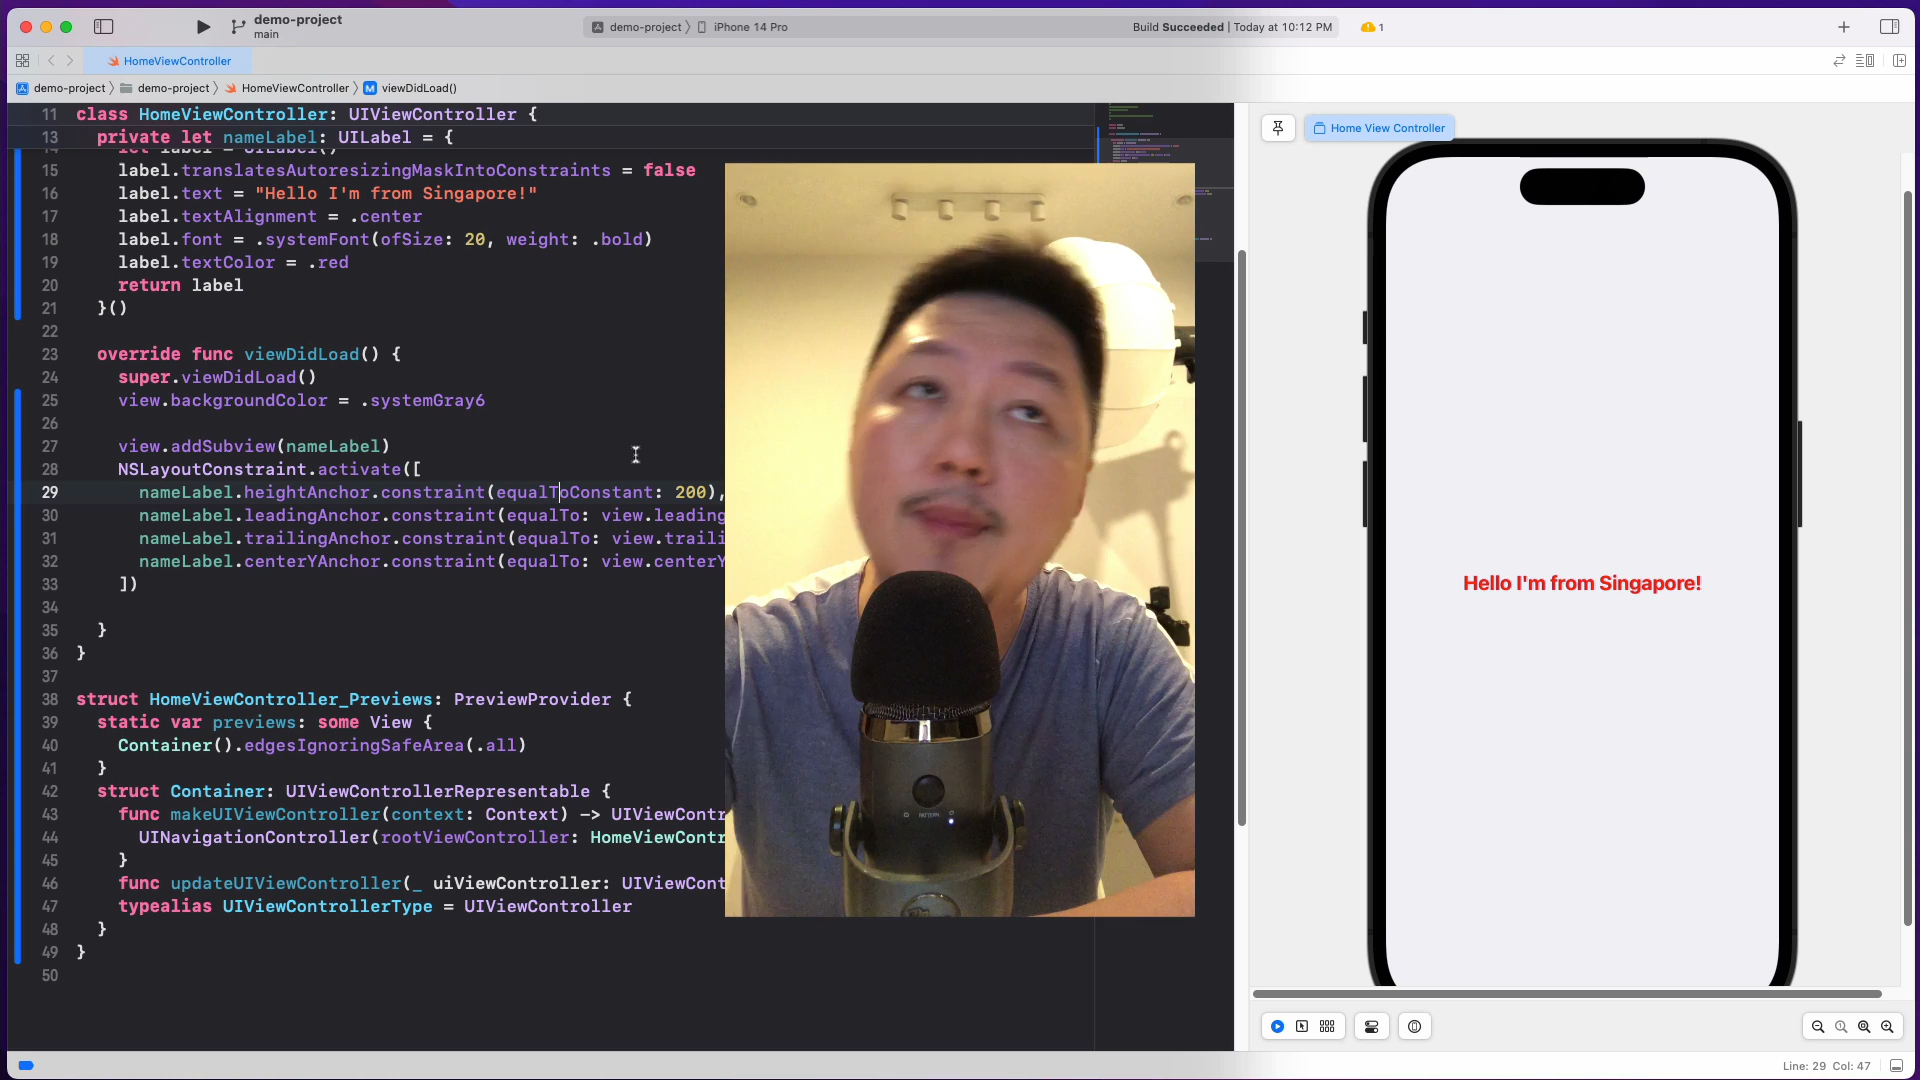 demo-project
main
demo-project 〉 iPhone 14 Pro
Build Succeeded | Today at 10:12 PM
1
HomeViewController
demo-project 〉 demo-project 〉 HomeViewController 〉 M viewDidLoad()
11 class HomeViewController: UIViewController {
13 private let nameLabel: UILabel = {
14 let label = UILabel()
15 label.translatesAutoresizingMaskIntoConstraints = false
16 label.text = "Hello I'm from Singapore!"
17 label.textAlignment = .center
18 label.font = .systemFont(ofSize: 20, weight: .bold)
19 label.textColor = .red
20 return label
21 }()
22
23 override func viewDidLoad() {
24 super.viewDidLoad()
25 view.backgroundColor = .systemGray6
26
27 view.addSubview(nameLabel)
28 NSLayoutConstraint.activate([
29 nameLabel.heightAnchor.constraint(equalToConstant: 200),
30 nameLabel.leadingAnchor.constraint(equalTo: view.leading
31 nameLabel.trailingAnchor.constraint(equalTo: view.traili
32 nameLabel.centerYAnchor.constraint(equalTo: view.centerY
33 ])
34
35 }
36 }
37
38 struct HomeViewController_Previews: PreviewProvider {
39 static var previews: some View {
40 Container().edgesIgnoringSafeArea(.all)
41 }
42 struct Container: UIViewControllerRepresentable {
43 func makeUIViewController(context: Context) -> UIViewContr
44 UINavigationController(rootViewController: HomeViewContr
45 }
46 func updateUIViewController(_ uiViewController: UIViewCont
47 typealias UIViewControllerType = UIViewController
48 }
49 }
50
PATTERN
Home View Controller
Hello I'm from Singapore!
Line: 29 Col: 47